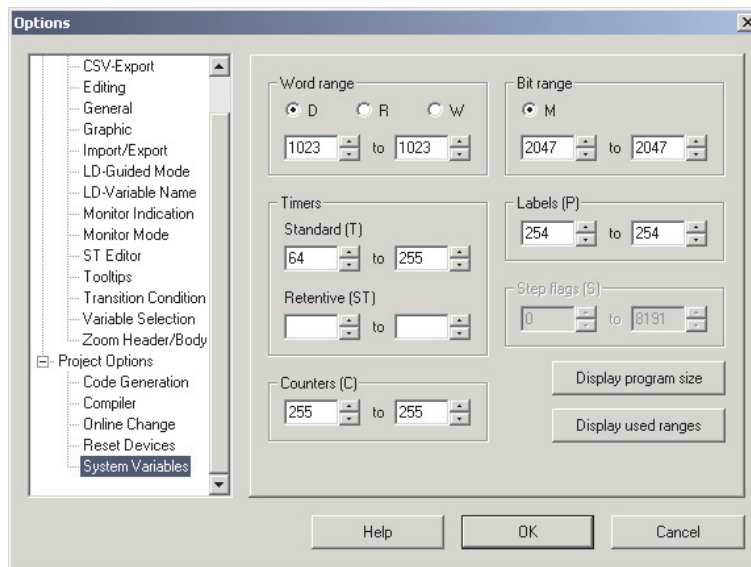 Options
CSV-Export
Editing
General
Graphic
Import/Export
LD-Guided Mode
LD-Variable Name
Monitor Indication
Monitor Mode
ST Editor
Tooltips
Transition Condition
Variable Selection
Zoom Header/Body
Project Options
Code Generation
Compiler
Online Change
Reset Devices
System Variables
Word range
D R W
1023 to 1023
Bit range
M
2047 to 2047
Timers
Standard (T)
64 to 255
Retentive (ST)
to
Labels (P)
254 to 254
Step flags (S)
0 to 8191
Counters (C)
255 to 255
Display program size
Display used ranges
Help OK Cancel